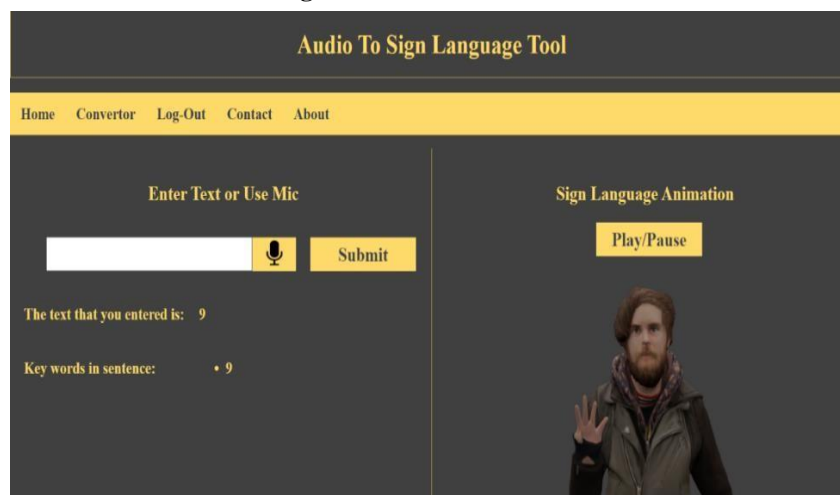 Audio To Sign Language Tool
Home Convertor Log-Out Contact About
Enter Text or Use Mic
Submit
The text that you entered is: 9
Key words in sentence: • 9
Sign Language Animation
Play/Pause